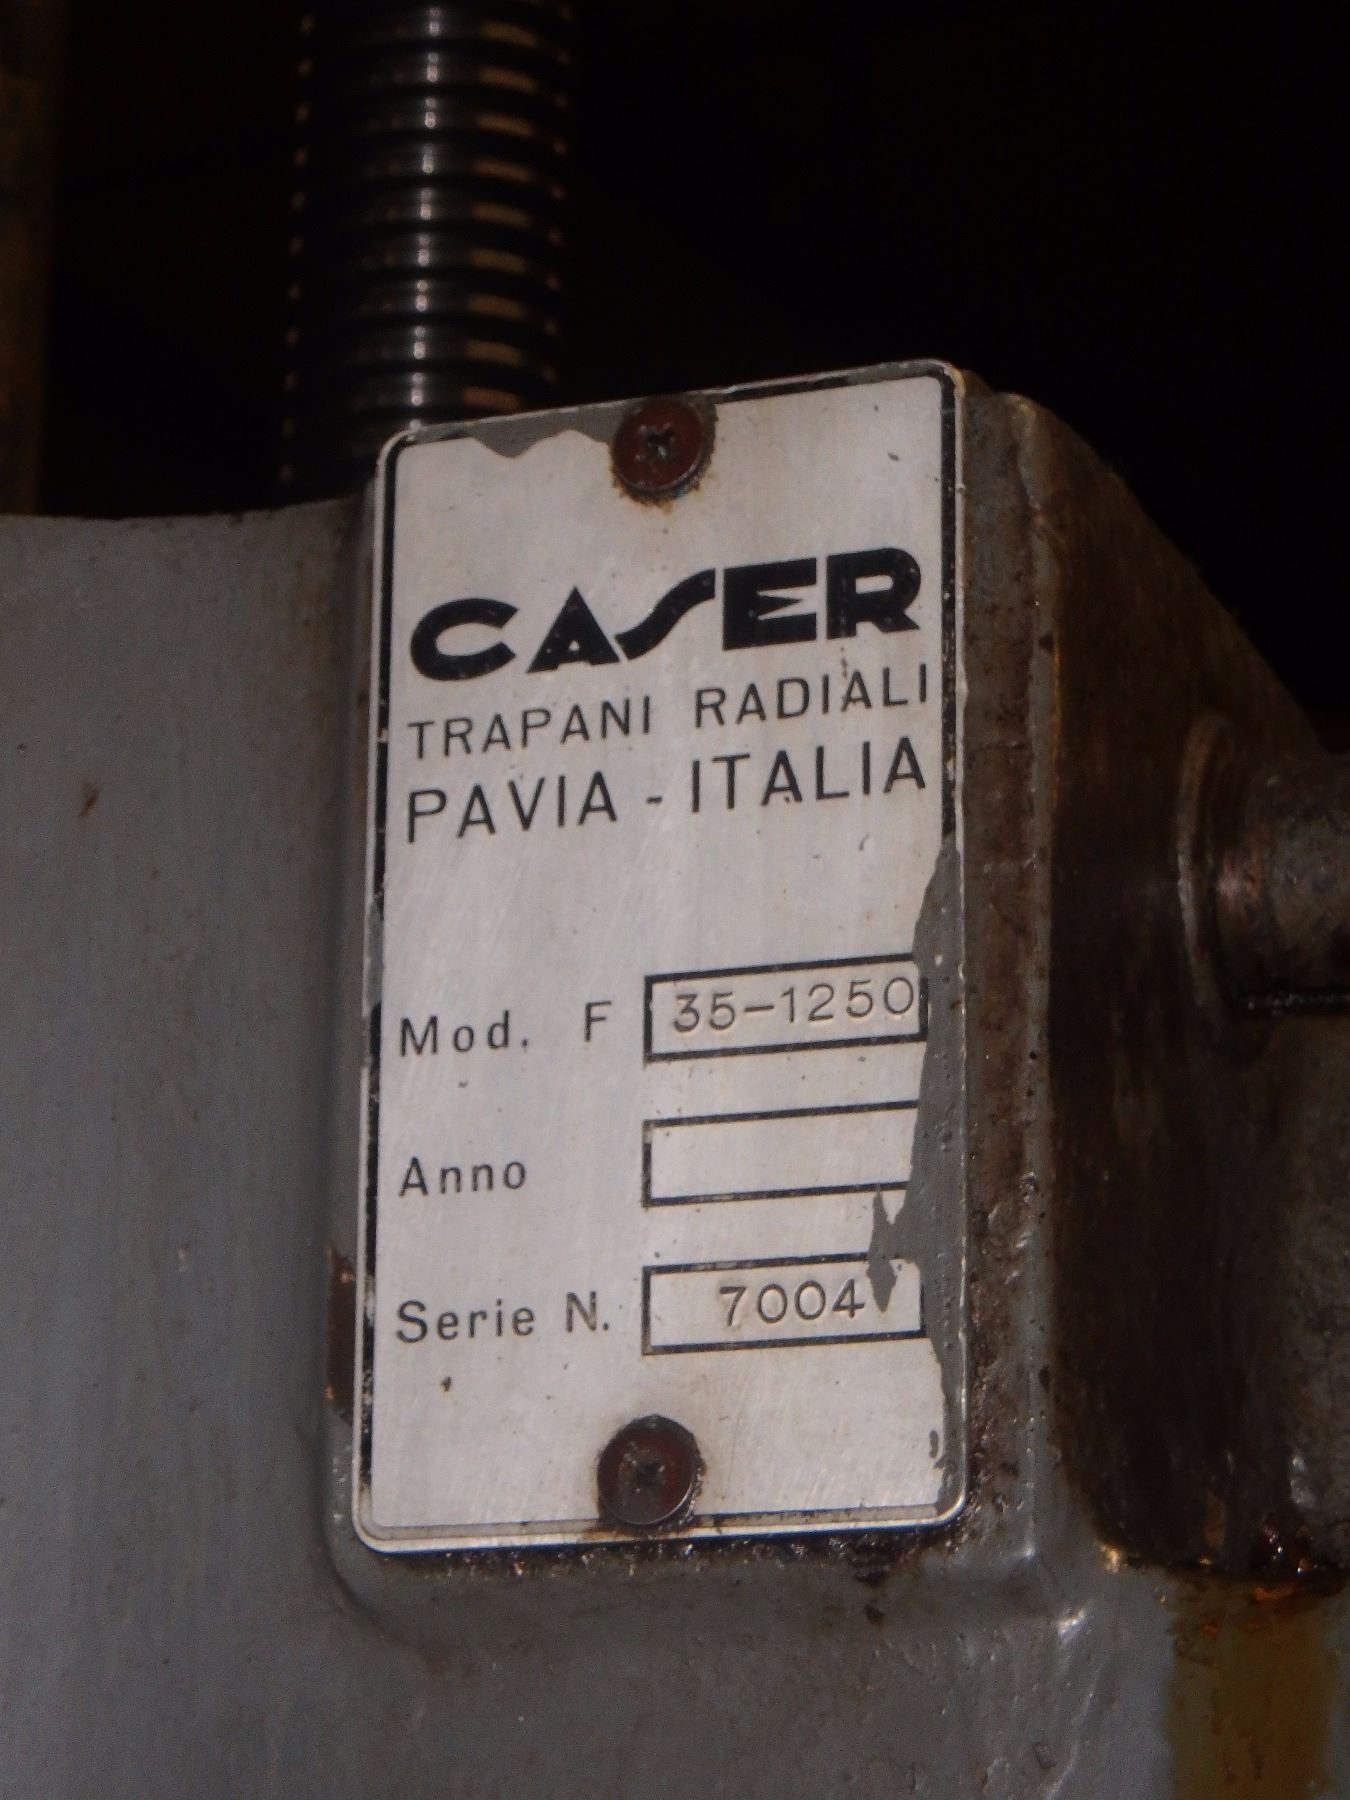 CASER
TRAPANI RADIALI
PAVIA - ITALIA
Mod. F 35-1250
Anno
Serie N. 7004